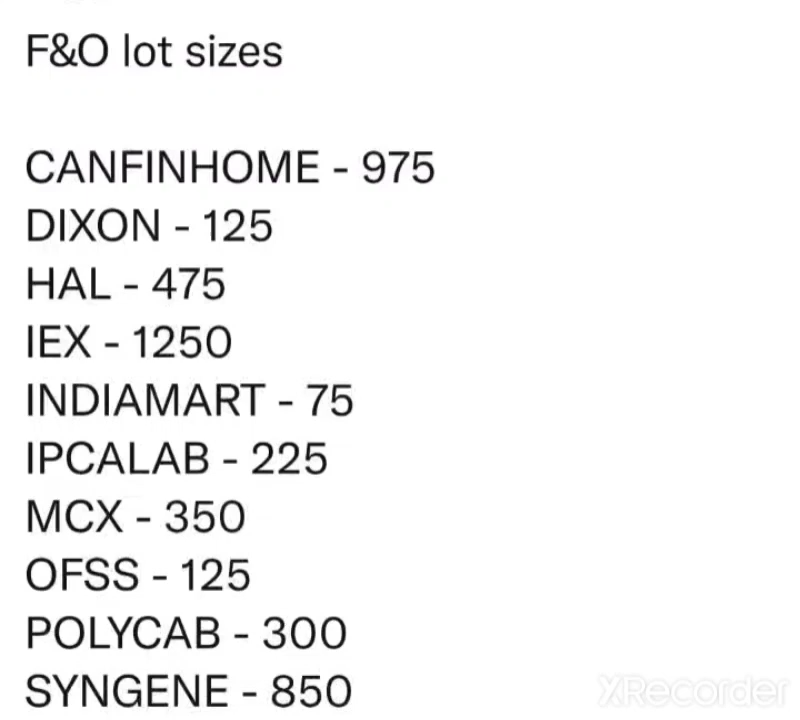 F&O lot sizes
CANFINHOME - 975
DIXON - 125
HAL - 475
IEX - 1250
INDIAMART - 75
IPCALAB - 225
MCX - 350
OFSS - 125
POLYCAB - 300
SYNGENE - 850
XRecorder